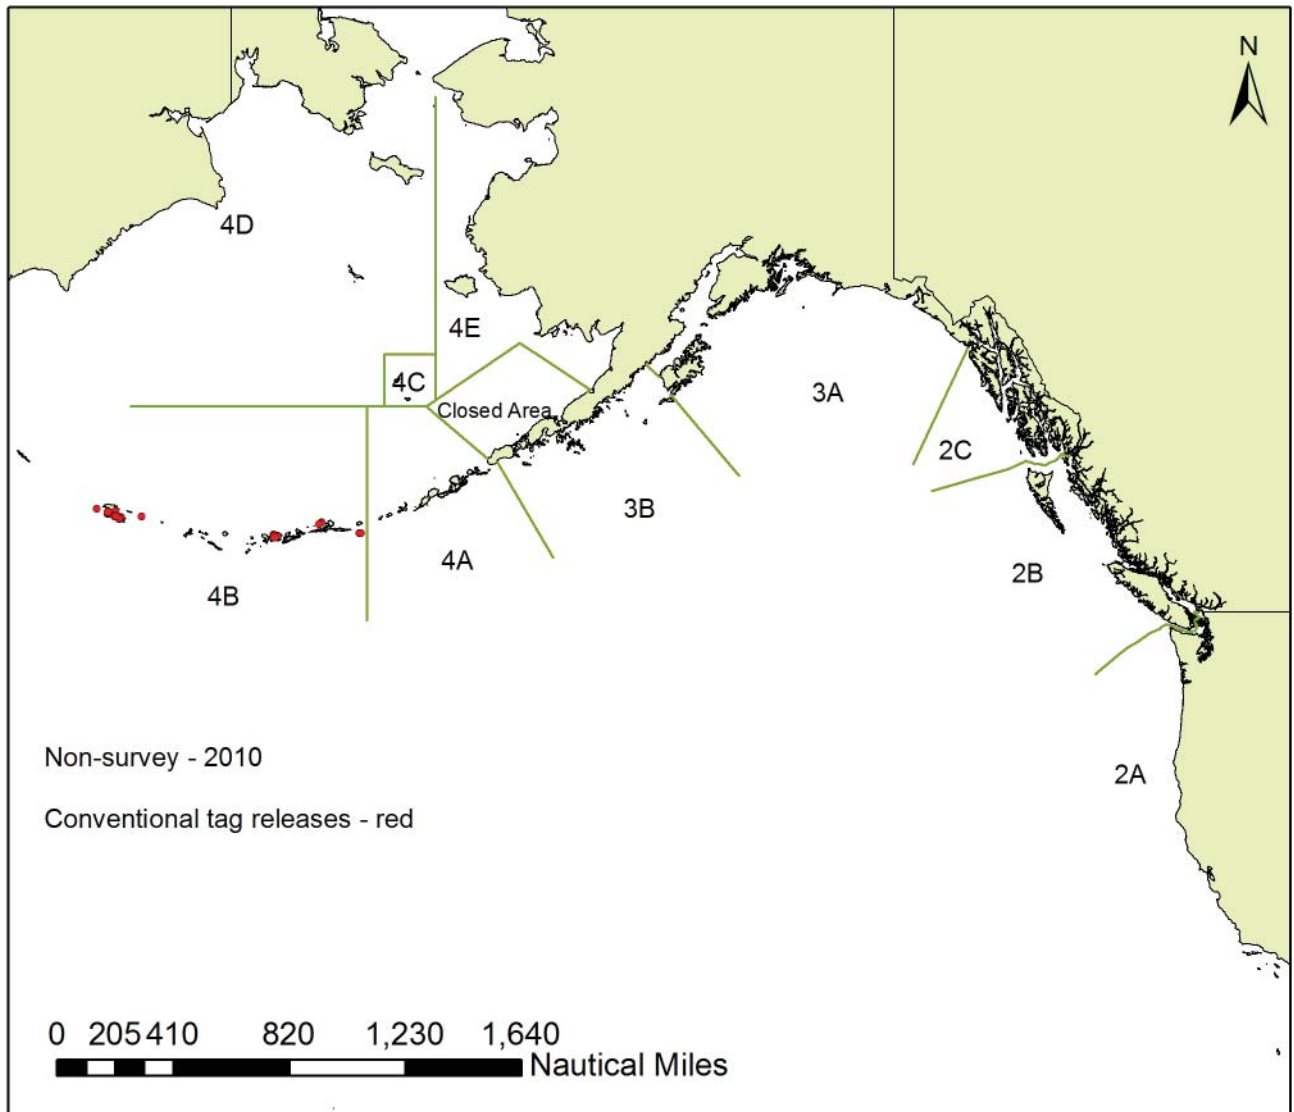 N
4D
4E
4C
Closed Area
3A
2C
3B
4A
2B
4B
Non-survey - 2010
2A
Conventional tag releases - red
0 205 410 820 1,230 1,640
Nautical Miles